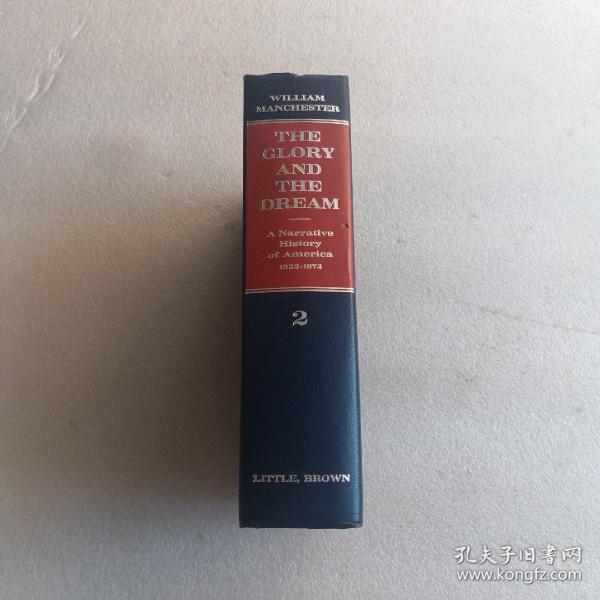 WILLIAM
MANCHESTER
THE
GLORY
AND
THE
DREAM
A Narrative
History
of America
1932-1972
2
LITTLE, BROWN
孔夫子旧书网
www.kongfz.com